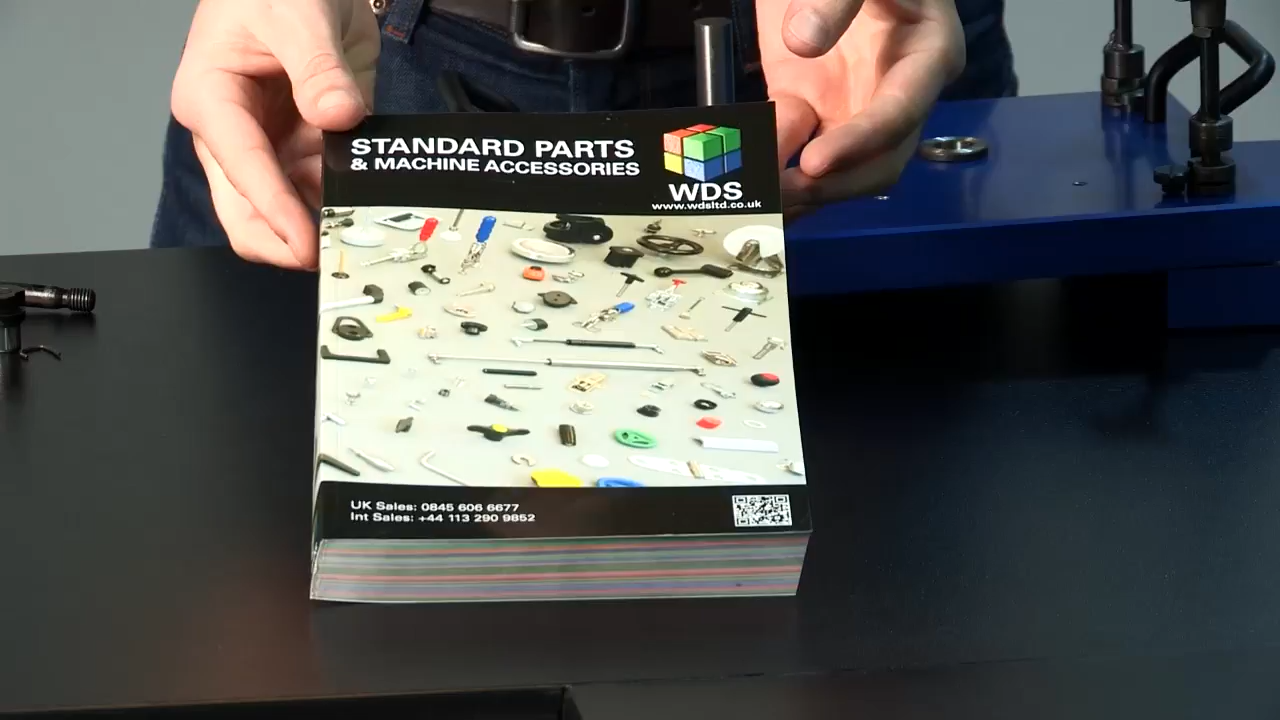 STANDARD PARTS
& MACHINE ACCESSORIES
WDS
www.wdsltd.co.uk
UK Sales: 0845 606 6677
Int Sales: +44 113 290 9852